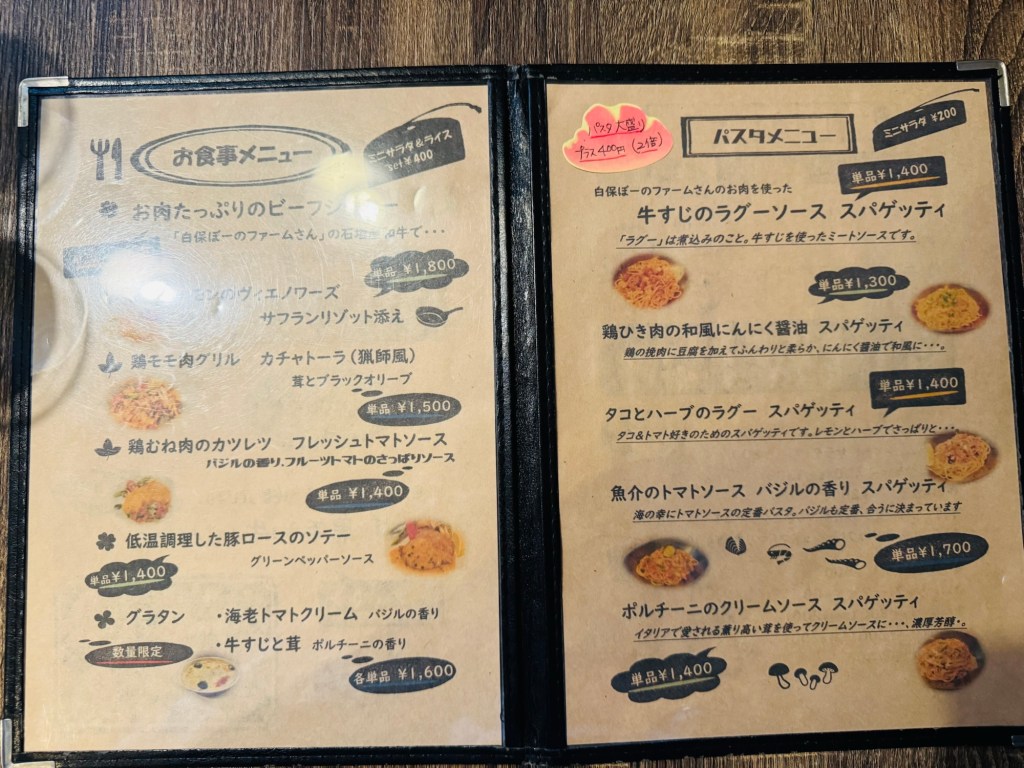 お食事メニュー
ミニサラダ&ライス
set¥400
お肉たっぷりのビーフシ
「白保ぼーのファームさん」の石垣 和牛で・・・
単品 ¥1,800
のヴィエノワーズ
サフランリゾット添え
鶏モモ肉グリル カチャトーラ(猟師風)
茸とブラックオリーブ
単品 ¥1,500
鶏むね肉のカツレツ フレッシュトマトソース
バジルの香り、フルーツトマトのさっぱりソース
単品 ¥1,400
低温調理した豚ロースのソテー
グリーンペッパーソース
単品¥1,400
グラタン ・海老トマトクリーム バジルの香り
・牛すじと茸 ポルチーニの香り
数量限定
各単品 ¥1,600
パスタ大盛り
プラス400円(2倍)
パスタメニュー
ミニサラダ ¥200
単品¥1,400
白保ぼーのファームさんのお肉を使った
牛すじのラグーソース スパゲッティ
「ラグー」は煮込みのこと。牛すじを使ったミートソースです。
単品¥1,300
鶏ひき肉の和風にんにく醤油 スパゲッティ
鶏の挽肉に豆腐を加えてふんわりと柔らか、にんにく醤油で和風に・・・。
単品¥1,400
タコとハーブのラグー スパゲッティ
タコ&トマト好きのためのスパゲッティです。レモンとハーブでさっぱりと・・・
魚介のトマトソース バジルの香り スパゲッティ
海の幸にトマトソースの定番パスタ。バジルも定番、合うに決まっています
単品¥1,700
ポルチーニのクリームソース スパゲッティ
イタリアで愛される薫り高い茸を使ってクリームソースに・・・、濃厚芳醇・。
単品¥1,400